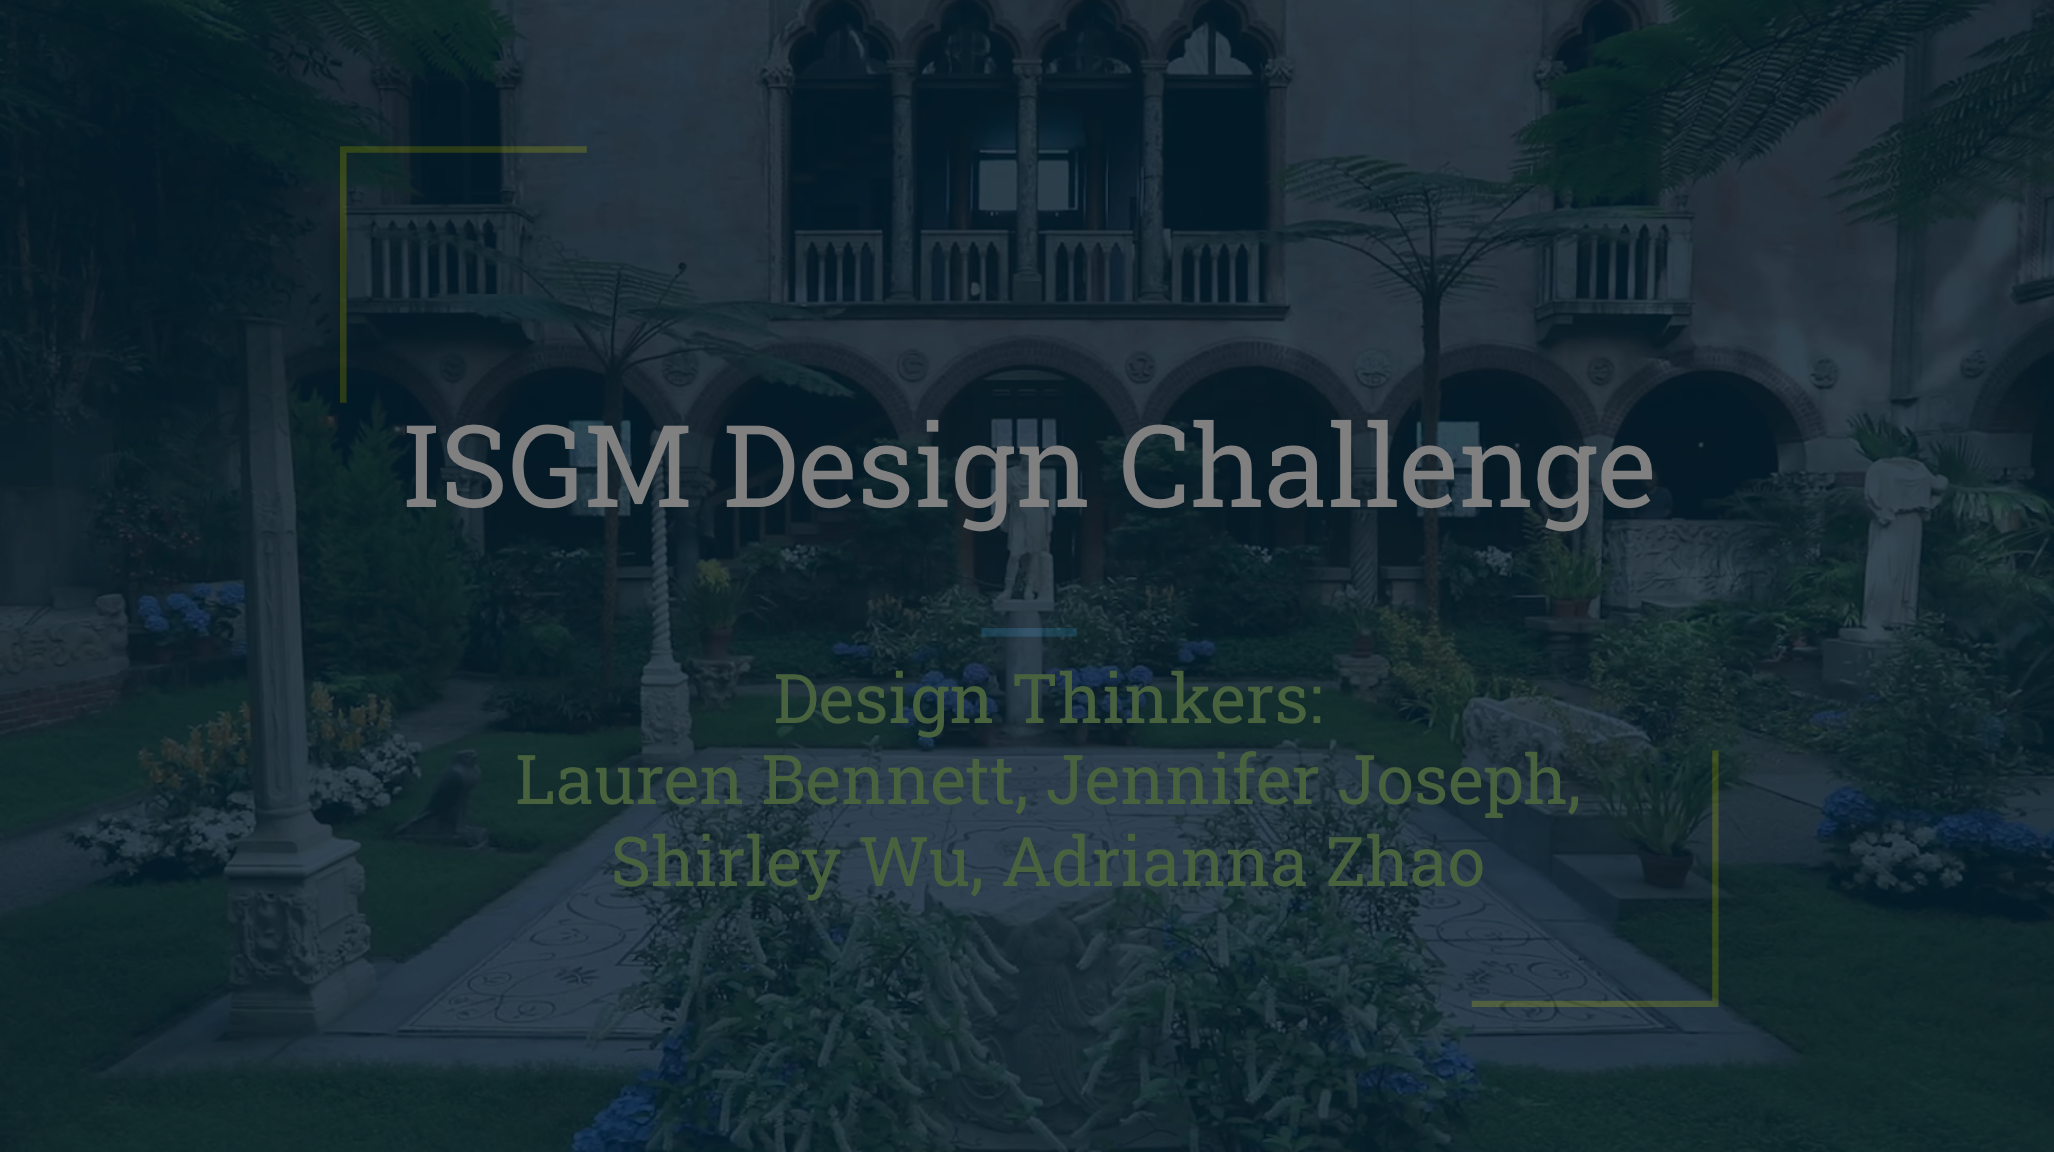 ISGM Design Challenge
Design Thinkers:
Lauren Bennett, Jennifer Joseph,
Shirley Wu, Adrianna Zhao